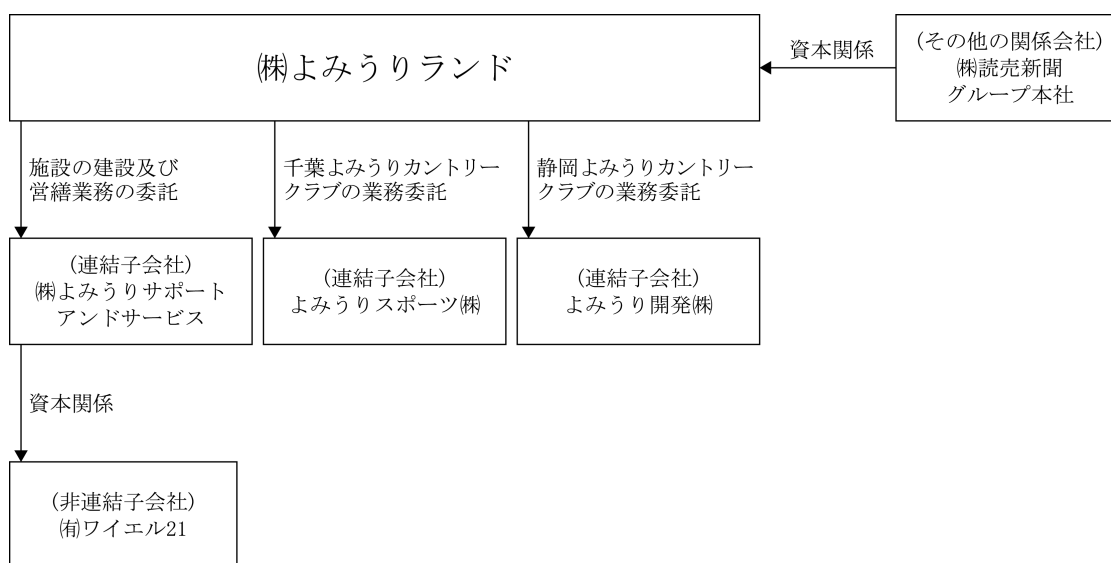 ㈱よみうりランド
資本関係
(その他の関係会社)
㈱読売新聞
グループ本社
施設の建設及び
営繕業務の委託
千葉よみうりカントリー
クラブの業務委託
静岡よみうりカントリー
クラブの業務委託
(連結子会社)
㈱よみうりサポート
アンドサービス
(連結子会社)
よみうりスポーツ㈱
(連結子会社)
よみうり開発㈱
資本関係
(非連結子会社)
㈲ワイエル21